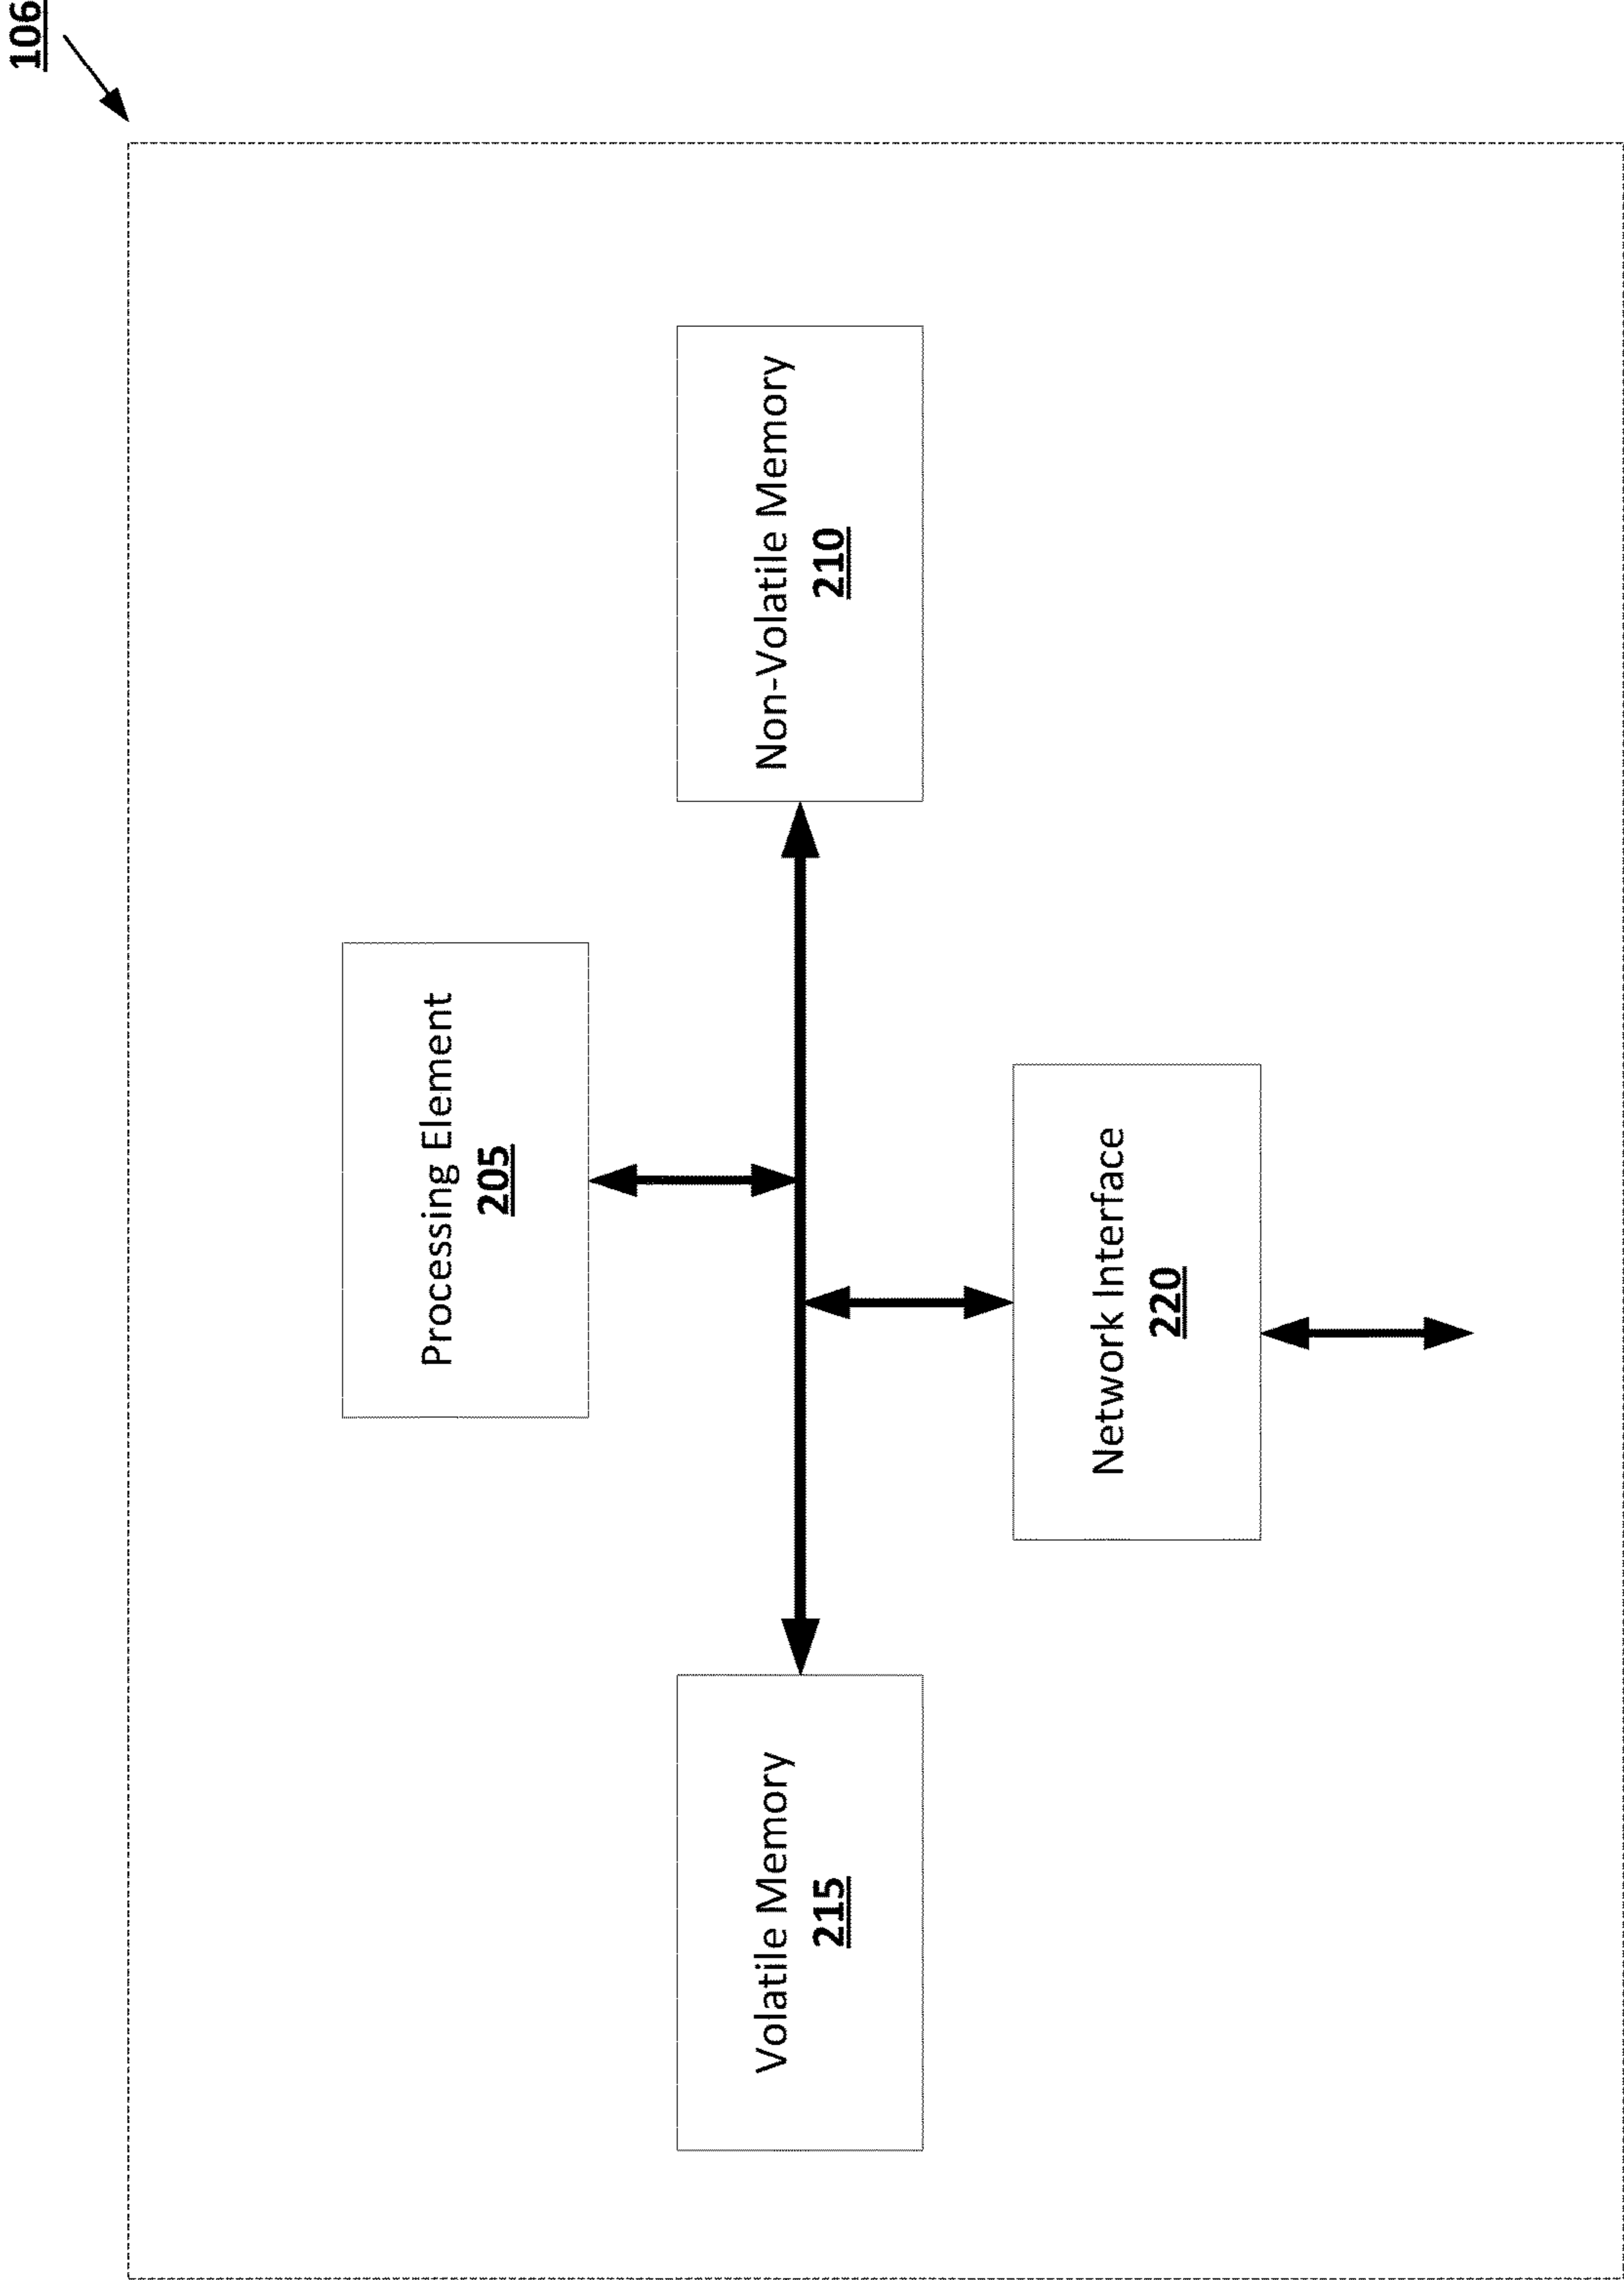 106
Processing Element
205
Volatile Memory
215
Non-Volatile Memory
210
Network Interface
220